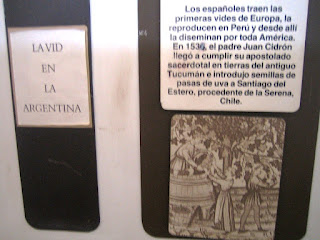 LA VID
EN
LA
ARGENTINA
Los españoles traen las
primeras vides de Europa, la
reproducen en Perú y desde allí
la diseminan por toda América.
En 1536, el padre Juan Cidrón
llegó a cumplir su apostolado
sacerdotal en tierras del antiguo
Tucumán e introdujo semillas de
pasas de uva a Santiago del
Estero, procedente de la Serena,
Chile.